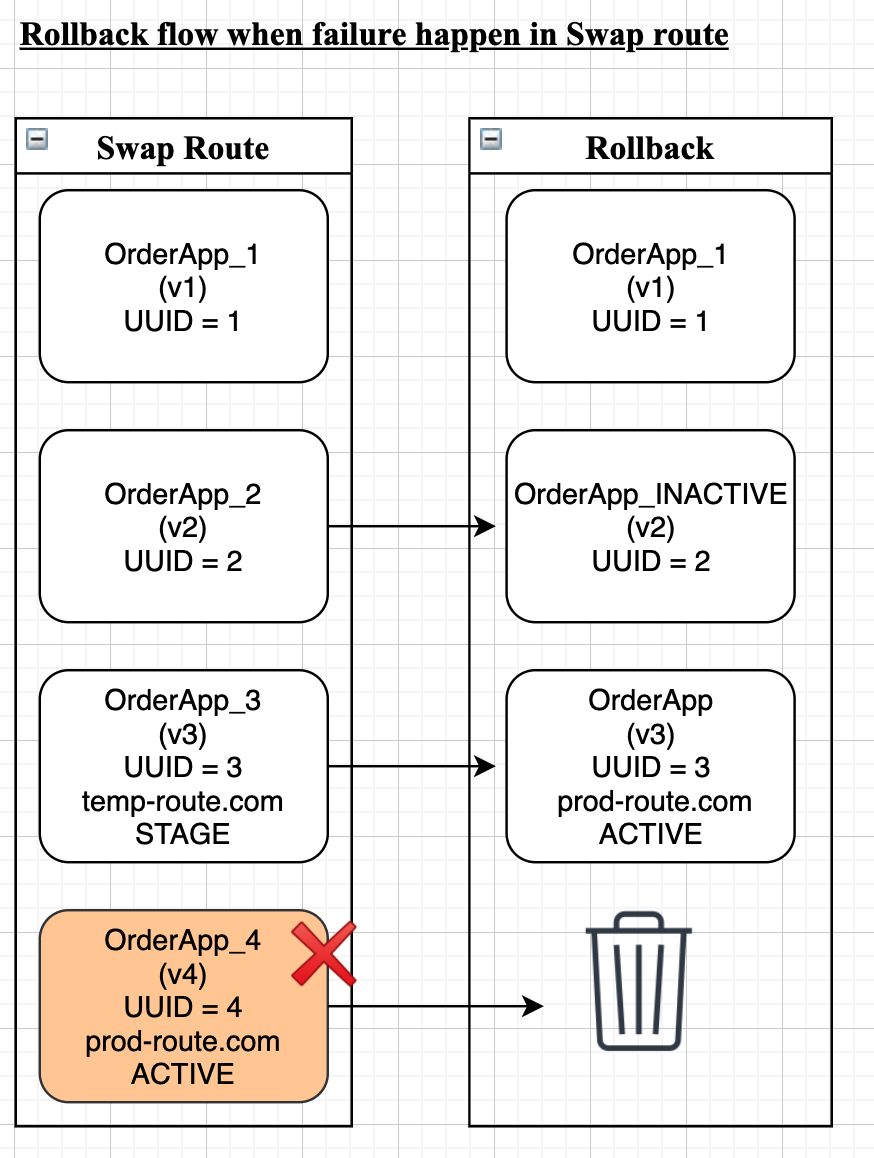 Rollback flow when failure happen in Swap route
Swap Route
OrderApp_1
(v1)
UUID = 1
OrderApp_2
(v2)
UUID = 2
OrderApp_3
(v3)
UUID = 3
temp-route.com
STAGE
OrderApp_4
(v4)
UUID = 4
prod-route.com
ACTIVE
Rollback
OrderApp_1
(v1)
UUID = 1
OrderApp_INACTIVE
(v2)
UUID = 2
OrderApp
(v3)
UUID = 3
prod-route.com
ACTIVE